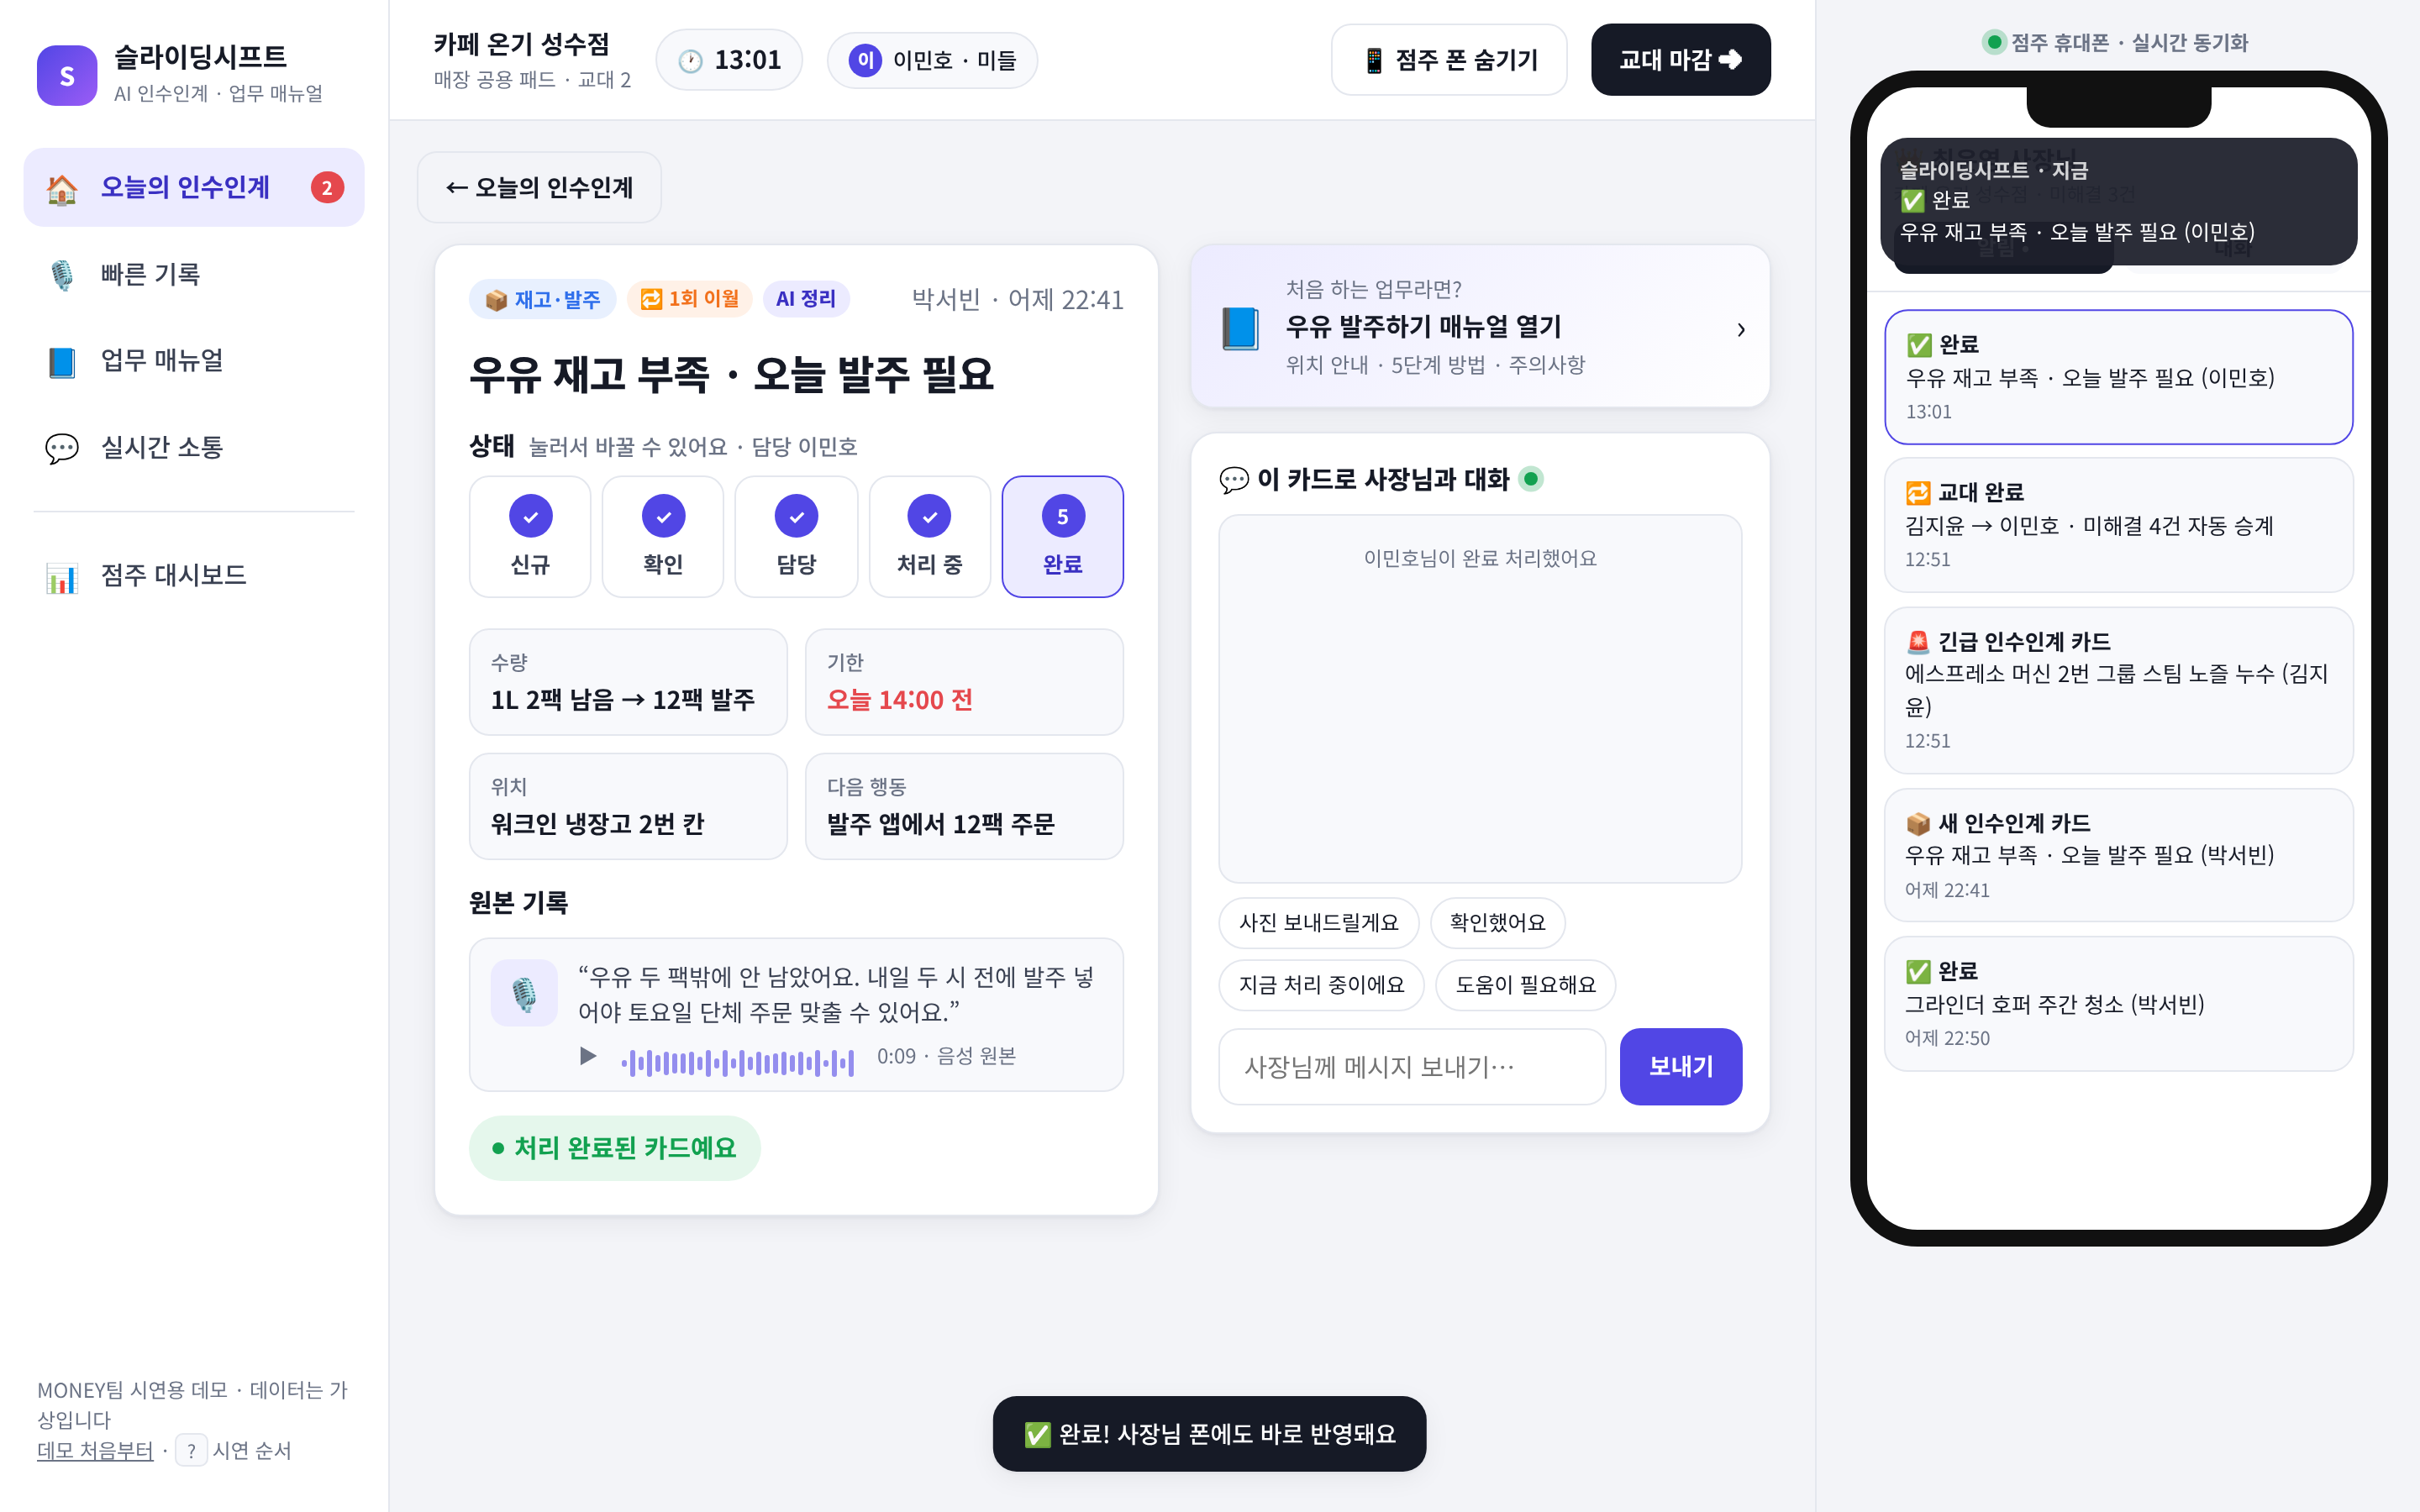 S
슬라이딩시프트
AI 인수인계 · 업무 매뉴얼
오늘의 인수인계
2
빠른 기록
업무 매뉴얼
실시간 소통
점주 대시보드
MONEY팀 시연용 데모 · 데이터는 가
상입니다
데모 처음부터 · ? 시연 순서
카페 온기 성수점
매장 공용 패드 · 교대 2
13:01
이 이민호 · 미들
점주 폰 숨기기
교대 마감
← 오늘의 인수인계
재고·발주
1회 이월
AI 정리
박서빈 · 어제 22:41
우유 재고 부족 · 오늘 발주 필요
상태 눌러서 바꿀 수 있어요 · 담당 이민호
신규
확인
담당
처리 중
5
완료
수량
1L 2팩 남음 → 12팩 발주
기한
오늘 14:00 전
위치
워크인 냉장고 2번 칸
다음 행동
발주 앱에서 12팩 주문
원본 기록
“우유 두 팩밖에 안 남았어요. 내일 두 시 전에 발주 넣
어야 토요일 단체 주문 맞출 수 있어요.”
0:09 · 음성 원본
처리 완료된 카드예요
처음 하는 업무라면?
우유 발주하기 매뉴얼 열기
위치 안내 · 5단계 방법 · 주의사항
›
이 카드로 사장님과 대화
이민호님이 완료 처리했어요
사진 보내드릴게요
확인했어요
지금 처리 중이에요
도움이 필요해요
사장님께 메시지 보내기…
보내기
완료! 사장님 폰에도 바로 반영돼요
점주 휴대폰 · 실시간 동기화
슬라이딩시프트 · 지금
완료
우유 재고 부족 · 오늘 발주 필요 (이민호)
완료
우유 재고 부족 · 오늘 발주 필요 (이민호)
13:01
교대 완료
김지윤 → 이민호 · 미해결 4건 자동 승계
12:51
긴급 인수인계 카드
에스프레소 머신 2번 그룹 스팀 노즐 누수 (김지
윤)
12:51
새 인수인계 카드
우유 재고 부족 · 오늘 발주 필요 (박서빈)
어제 22:41
완료
그라인더 호퍼 주간 청소 (박서빈)
어제 22:50